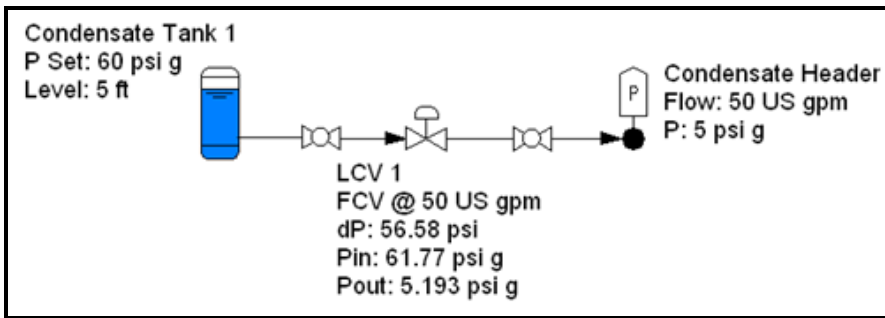 Condensate Tank 1
P Set: 60 psi g
Level: 5 ft
P
Condensate Header
Flow: 50 US gpm
P: 5 psi g
LCV 1
FCV @ 50 US gpm
dP: 56.58 psi
Pin: 61.77 psi g
Pout: 5.193 psi g